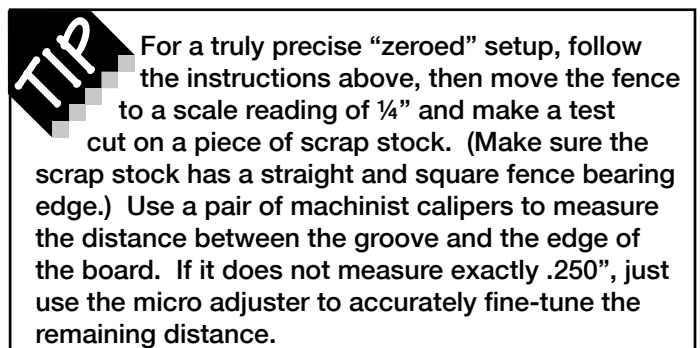 TIP
For a truly precise “zeroed” setup, follow
the instructions above, then move the fence
to a scale reading of ¼” and make a test
cut on a piece of scrap stock.  (Make sure the
scrap stock has a straight and square fence bearing
edge.)  Use a pair of machinist calipers to measure
the distance between the groove and the edge of
the board.  If it does not measure exactly .250”, just
use the micro adjuster to accurately fine-tune the
remaining distance.